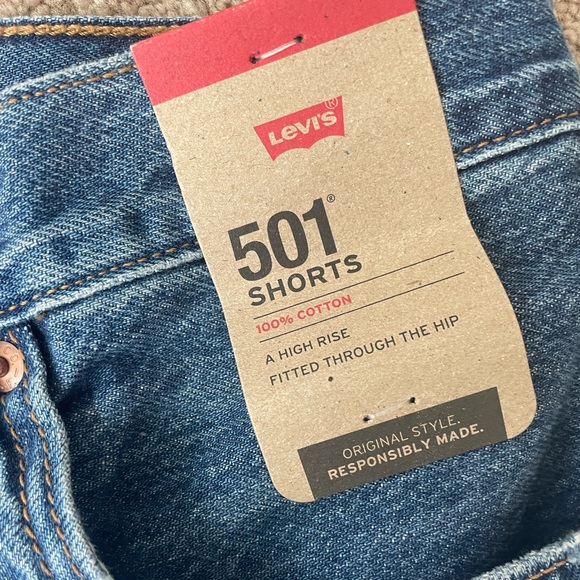 Levi's®
501®
SHORTS
100% COTTON
A HIGH RISE
FITTED THROUGH THE HIP
ORIGINAL STYLE.
RESPONSIBLY MADE.